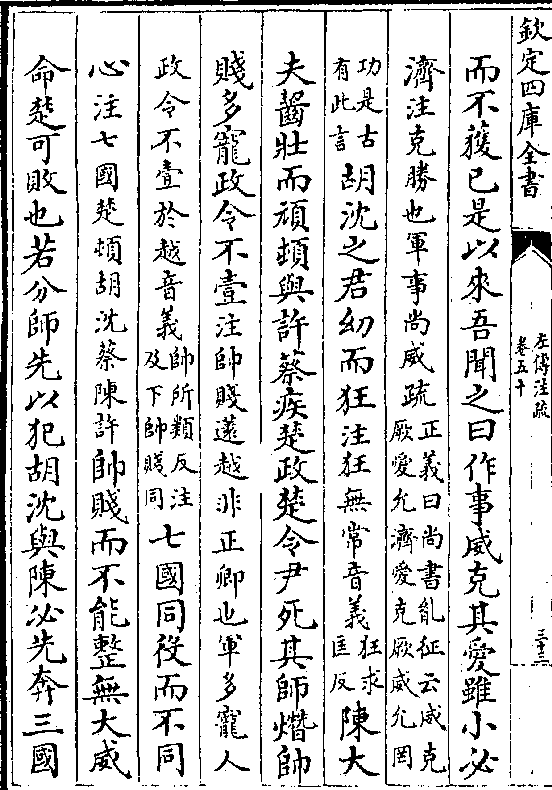 欽定四庫全書
左傳注疏
卷五十
三十三
而不獲已是以來吾聞之曰作事威克其愛雖小必
濟注克勝也軍事尚威疏正義曰尚書𦙍征云威克厥愛允濟愛克厥威允罔
功是古有此言胡沈之君幼而狂注狂無常音義狂求匡反陳大
夫齧壯而頑頓與許蔡疾楚政楚令尹死其師熸帥
賤多寵政令不壹注帥賤薳越非正卿也軍多寵人
政令不壹於越音義帥所類反注及下帥賤同七國同役而不同
心注七國楚頓胡沈蔡陳許帥賤而不能整無大威
命楚可敗也若分師先以犯胡沈與陳必先奔三國